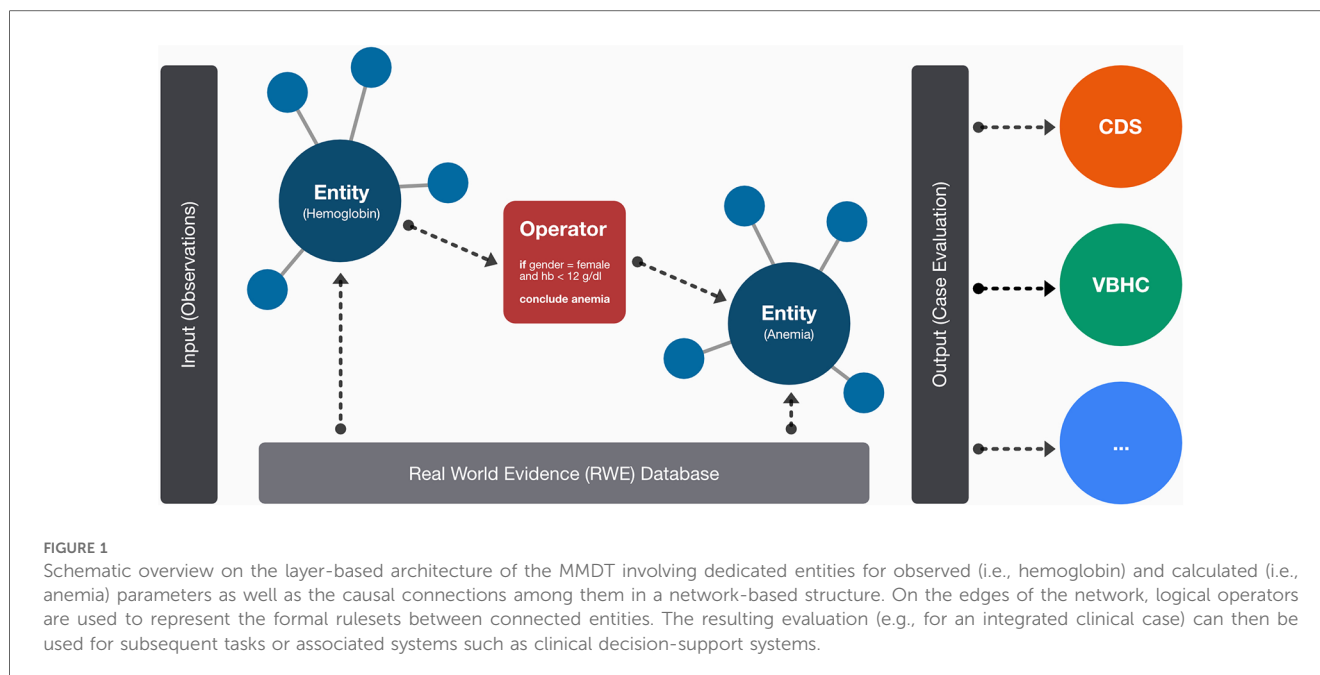 Input (Observations)
Entity
(Hemoglobin)
Operator
if gender = female
and hb < 12 g/dl
conclude anemia
Entity
(Anemia)
Real World Evidence (RWE) Database
Output (Case Evaluation)
CDS
VBHC
...
FIGURE 1
Schematic overview on the layer-based architecture of the MMDT involving dedicated entities for observed (i.e., hemoglobin) and calculated (i.e.,
anemia) parameters as well as the causal connections among them in a network-based structure. On the edges of the network, logical operators
are used to represent the formal rulesets between connected entities. The resulting evaluation (e.g., for an integrated clinical case) can then be
used for subsequent tasks or associated systems such as clinical decision-support systems.